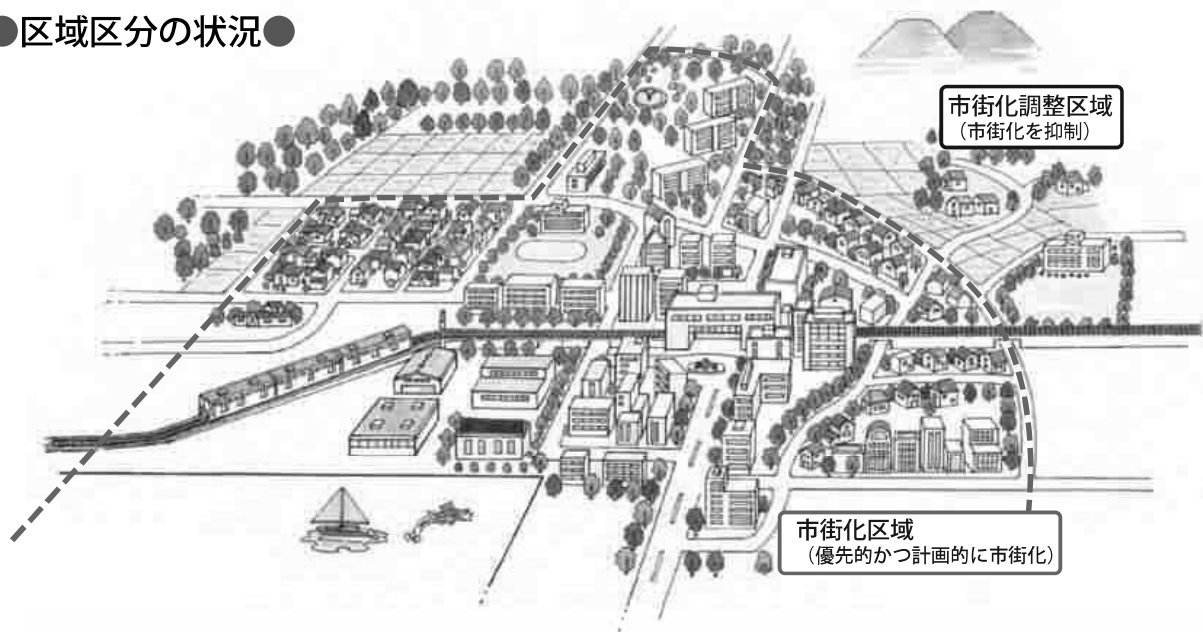 ●区域区分の状況●
市街化調整区域
（市街化を抑制）
市街化区域
（優先的かつ計画的に市街化）